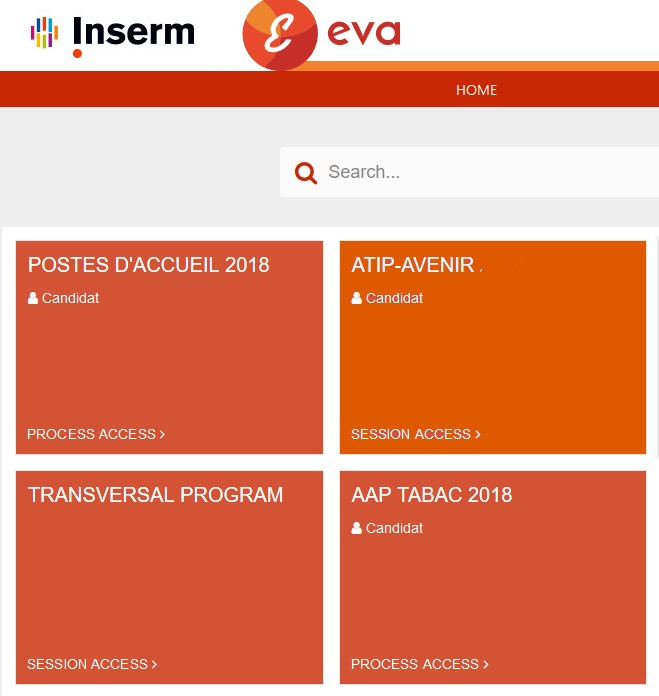 Inserm
eva
HOME
Search...
POSTES D'ACCUEIL 2018
Candidat
PROCESS ACCESS >
ATIP-AVENIR .
Candidat
SESSION ACCESS >
TRANSVERSAL PROGRAM
SESSION ACCESS >
AAP TABAC 2018
Candidat
PROCESS ACCESS >